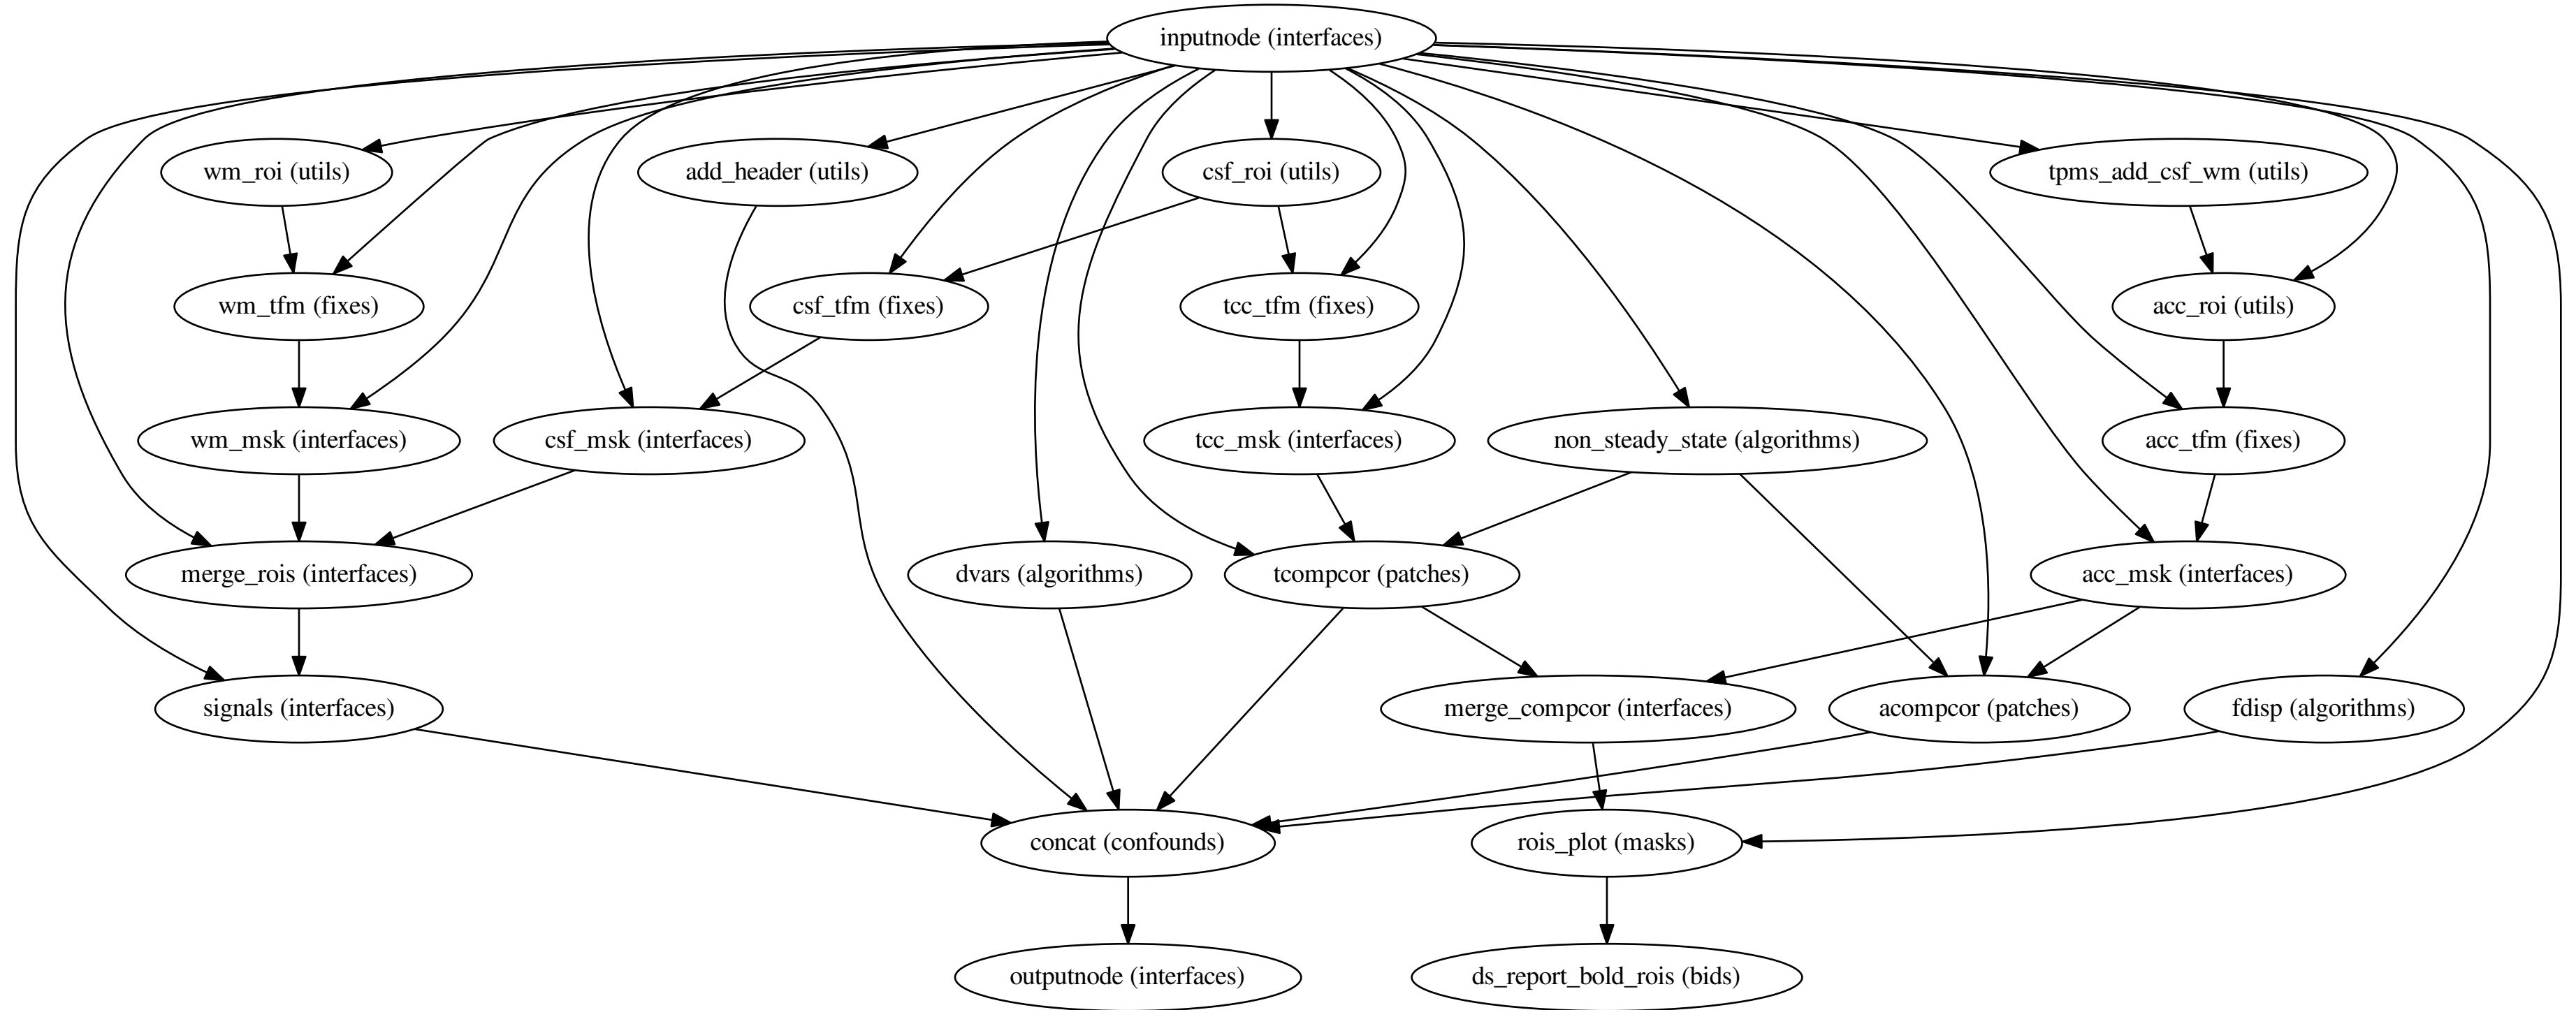 inputnode (interfaces)
wm_roi (utils)
add_header (utils)
csf_roi (utils)
tpms_add_csf_wm (utils)
wm_tfm (fixes)
csf_tfm (fixes)
tcc_tfm (fixes)
acc_roi (utils)
wm_msk (interfaces)
csf_msk (interfaces)
tcc_msk (interfaces)
non_steady_state (algorithms)
acc_tfm (fixes)
merge_rois (interfaces)
dvars (algorithms)
tcompcor (patches)
acc_msk (interfaces)
signals (interfaces)
merge_compcor (interfaces)
acompcor (patches)
fdisp (algorithms)
concat (confounds)
rois_plot (masks)
outputnode (interfaces)
ds_report_bold_rois (bids)